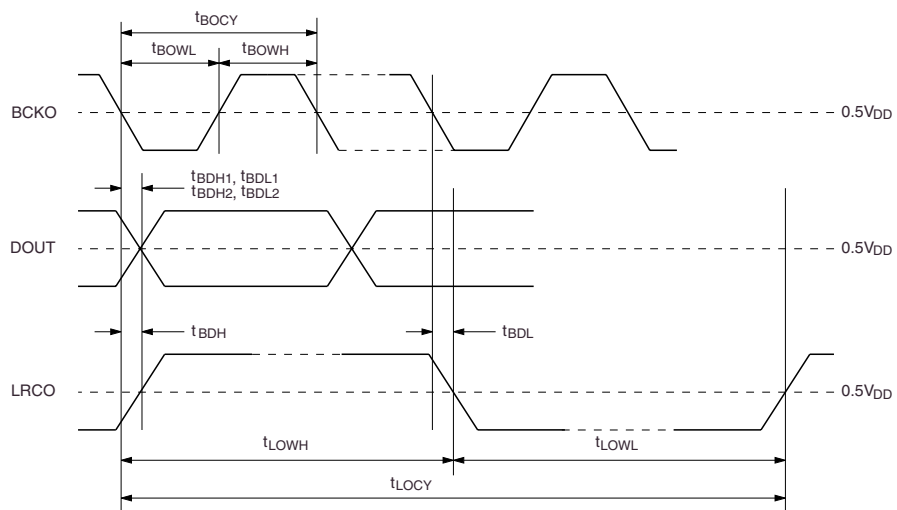 tBOCY
tBOWL tBOWH
BCKO 0.5VDD
tBDH1, tBDL1
tBDH2, tBDL2
DOUT 0.5VDD
tBDH tBDL
LRCO 0.5VDD
tLOWH tLOWL
tLOCY